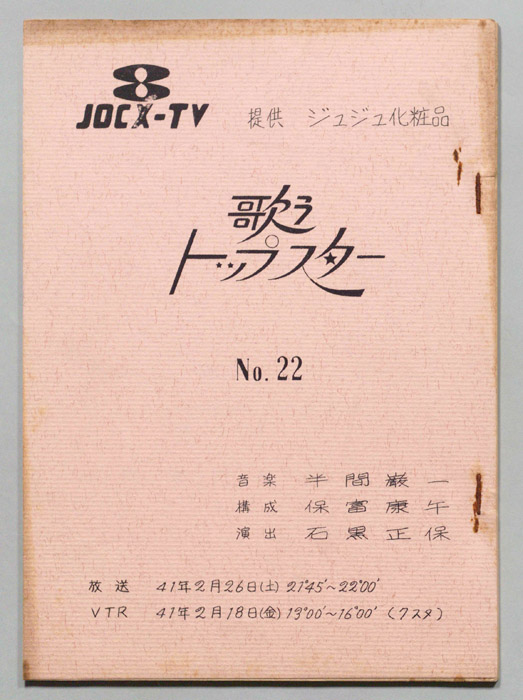 JOCX-TV 提供 ジュジュ化粧品
歌う
トップスター
No. 22
音楽 半間巌一
構成 保富康午
演出 石黒正保
放送 41年2月26日(土) 21°45'~22°00'
VTR 41年2月18日(金) 13°00'~16°00' (7スタ)